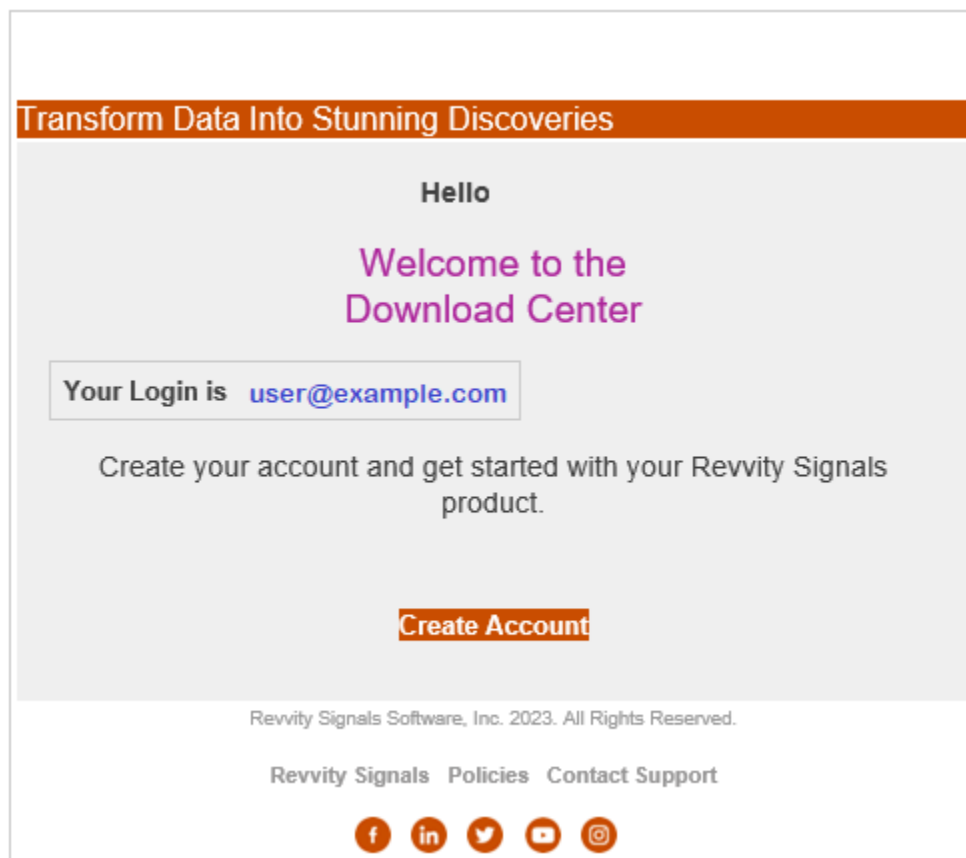 Transform Data Into Stunning Discoveries
Hello
Welcome to the
Download Center
Your Login is user@example.com
Create your account and get started with your Revvity Signals
product.
Create Account
Revvity Signals Software, Inc. 2023. All Rights Reserved.
Revvity Signals Policies Contact Support